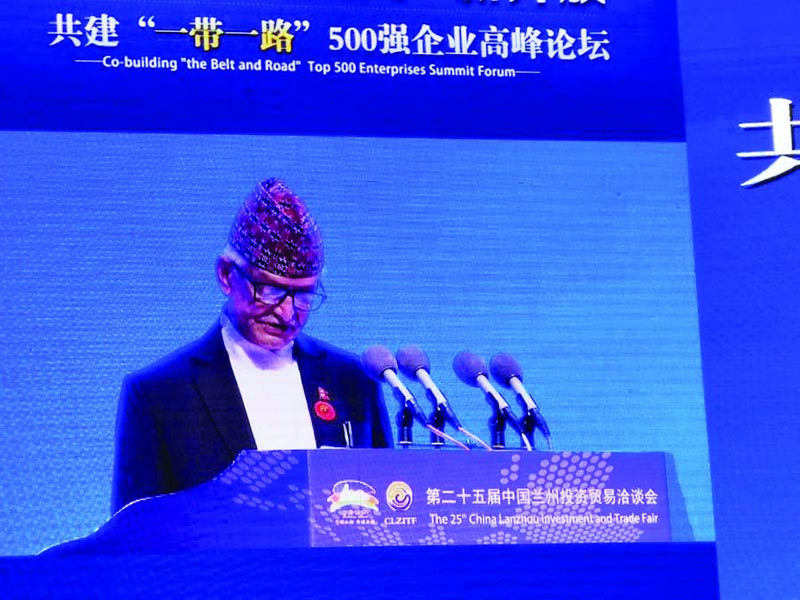 共建“一带一路”500强企业高峰论坛
——Co-building "the Belt and Road" Top 500 Enterprises Summit Forum——
共
第二十五届中国兰州投资贸易洽谈会
CLZITF
The 25th China Lanzhou Investment and Trade Fair